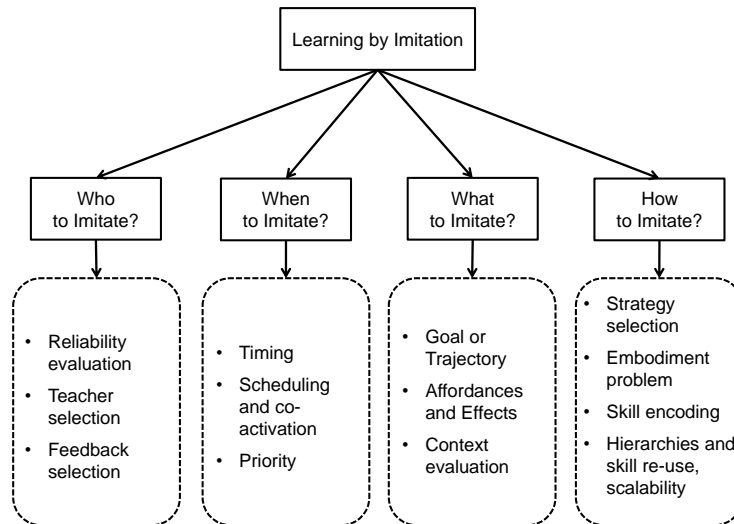 Learning by Imitation
Who
to Imitate?
When
to Imitate?
What
to Imitate?
How
to Imitate?
• Reliability
evaluation
• Teacher
selection
• Feedback
selection
• Timing
• Scheduling
and co-
activation
• Priority
• Goal or
Trajectory
• Affordances
and Effects
• Context
evaluation
• Strategy
selection
• Embodiment
problem
• Skill encoding
• Hierarchies and
skill re-use,
scalability